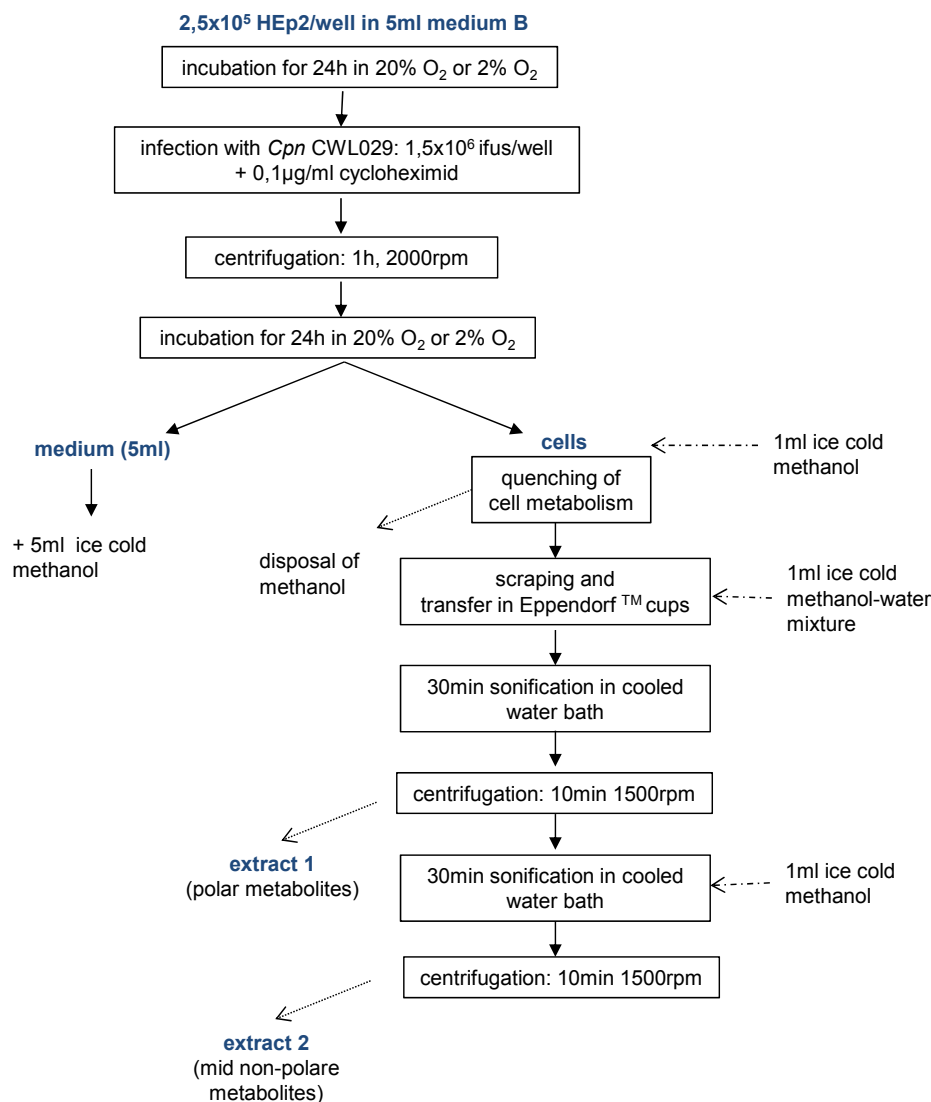 2,5x10⁵ HEp2/well in 5ml medium B
incubation for 24h in 20% O₂ or 2% O₂
infection with Cpn CWL029: 1,5x10⁶ ifus/well
+ 0,1µg/ml cycloheximid
centrifugation: 1h, 2000rpm
incubation for 24h in 20% O₂ or 2% O₂
medium (5ml)
+ 5ml ice cold
methanol
cells
1ml ice cold
methanol
quenching of
cell metabolism
disposal of
methanol
scraping and
transfer in Eppendorf ™ cups
1ml ice cold
methanol-water
mixture
30min sonification in cooled
water bath
centrifugation: 10min 1500rpm
extract 1
(polar metabolites)
30min sonification in cooled
water bath
1ml ice cold
methanol
centrifugation: 10min 1500rpm
extract 2
(mid non-polare
metabolites)